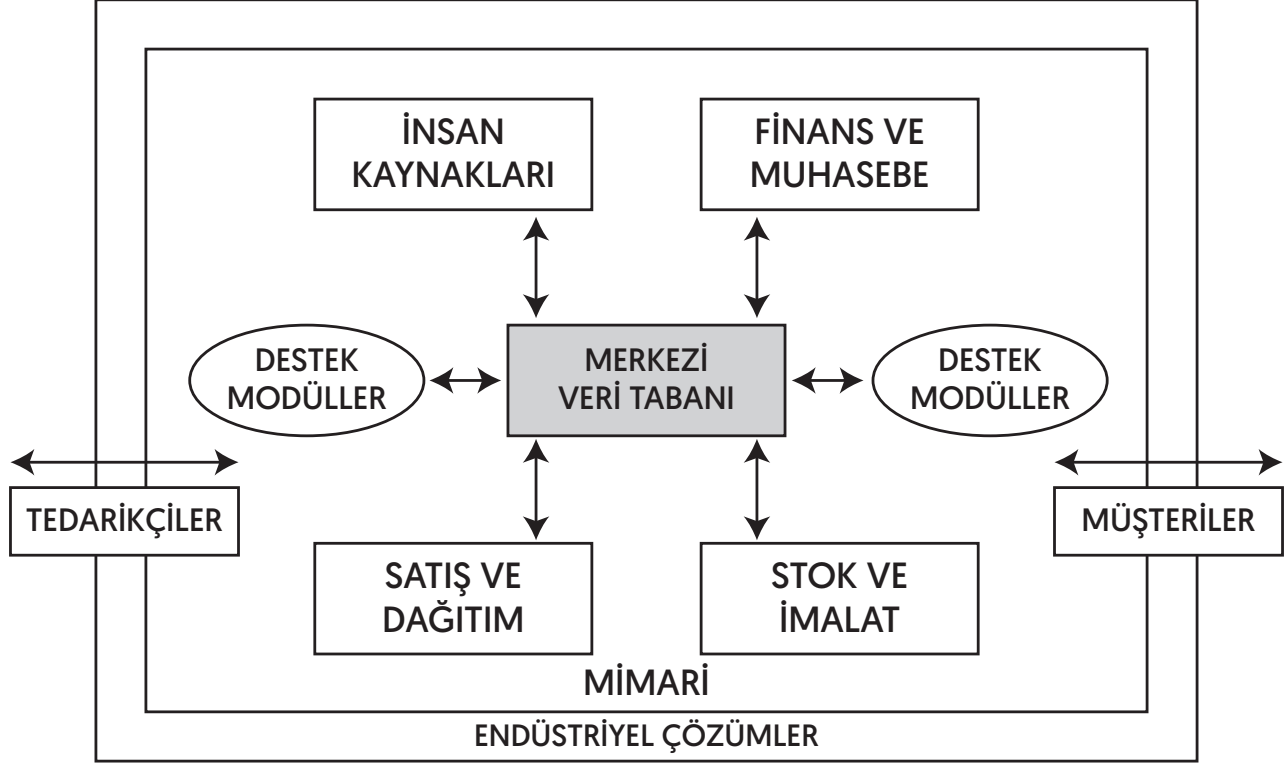 İNSAN
KAYNAKLARI
FİNANS VE
MUHASEBE
DESTEK
MODÜLLER
MERKEZİ
VERİ TABANI
DESTEK
MODÜLLER
TEDARİKÇİLER
MÜŞTERİLER
SATIŞ VE
DAĞITIM
STOK VE
İMALAT
MİMARİ
ENDÜSTRİYEL ÇÖZÜMLER